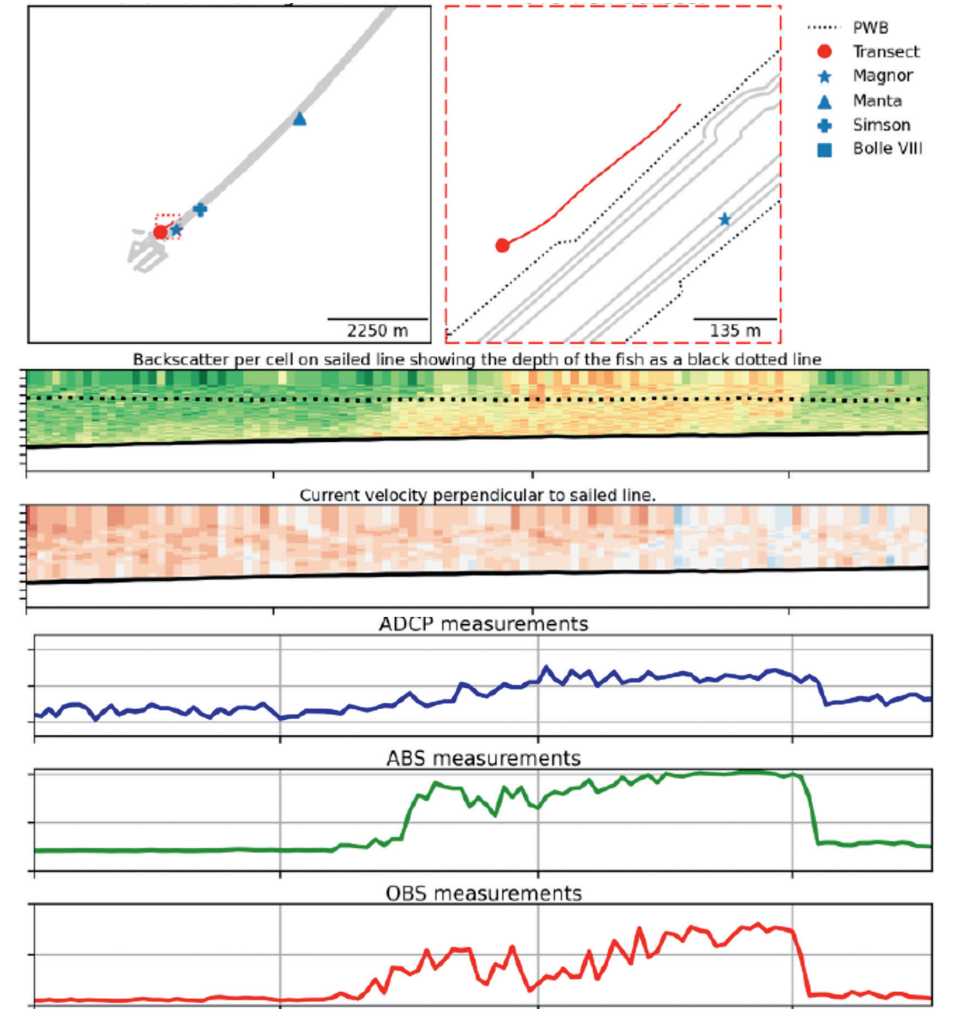 2250 m
135 m
PWB
Transect
Magnor
Manta
Simson
Bolle VIII
Backscatter per cell on sailed line showing the depth of the fish as a black dotted line
Current velocity perpendicular to sailed line.
ADCP measurements
ABS measurements
OBS measurements